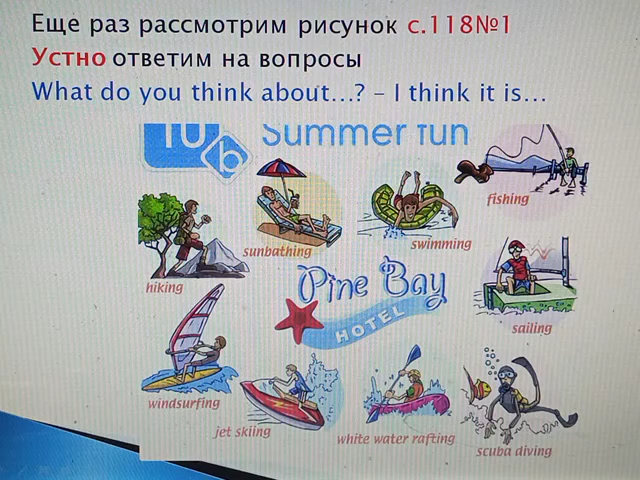 Еще раз рассмотрим рисунок с.118№1
Устно ответим на вопросы
What do you think about...? – I think it is...
10
b
Summer fun
fishing
sunbathing
swimming
hiking
Pine Bay
HOTEL
sailing
windsurfing
jet skiing
white water rafting
scuba diving